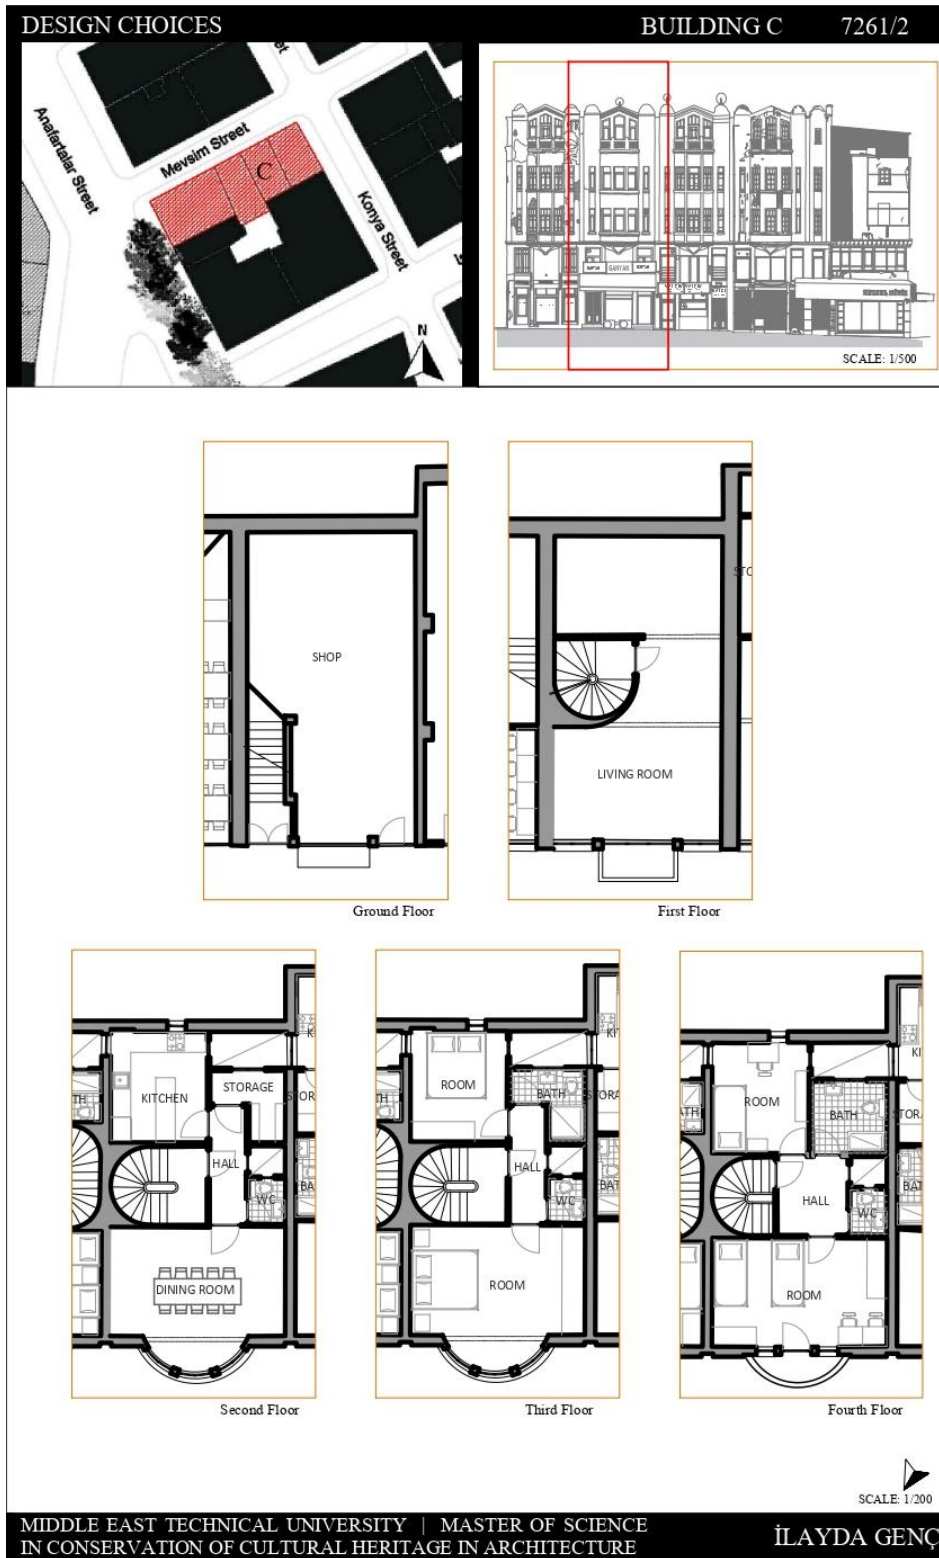 DESIGN CHOICES
BUILDING C 7261/2
Anafartalar Street
Mevsim Street
C
Konya Street
N
GANYAN
SCALE: 1/500
SHOP
LIVING ROOM
Ground Floor
First Floor
KITCHEN
STORAGE
HALL
WC
DINING ROOM
Second Floor
ROOM
BATH
HALL
WC
ROOM
Third Floor
ROOM
BATH
HALL
WC
ROOM
Fourth Floor
SCALE: 1/200
MIDDLE EAST TECHNICAL UNIVERSITY | MASTER OF SCIENCE
IN CONSERVATION OF CULTURAL HERITAGE IN ARCHITECTURE
İLAYDA GENÇ